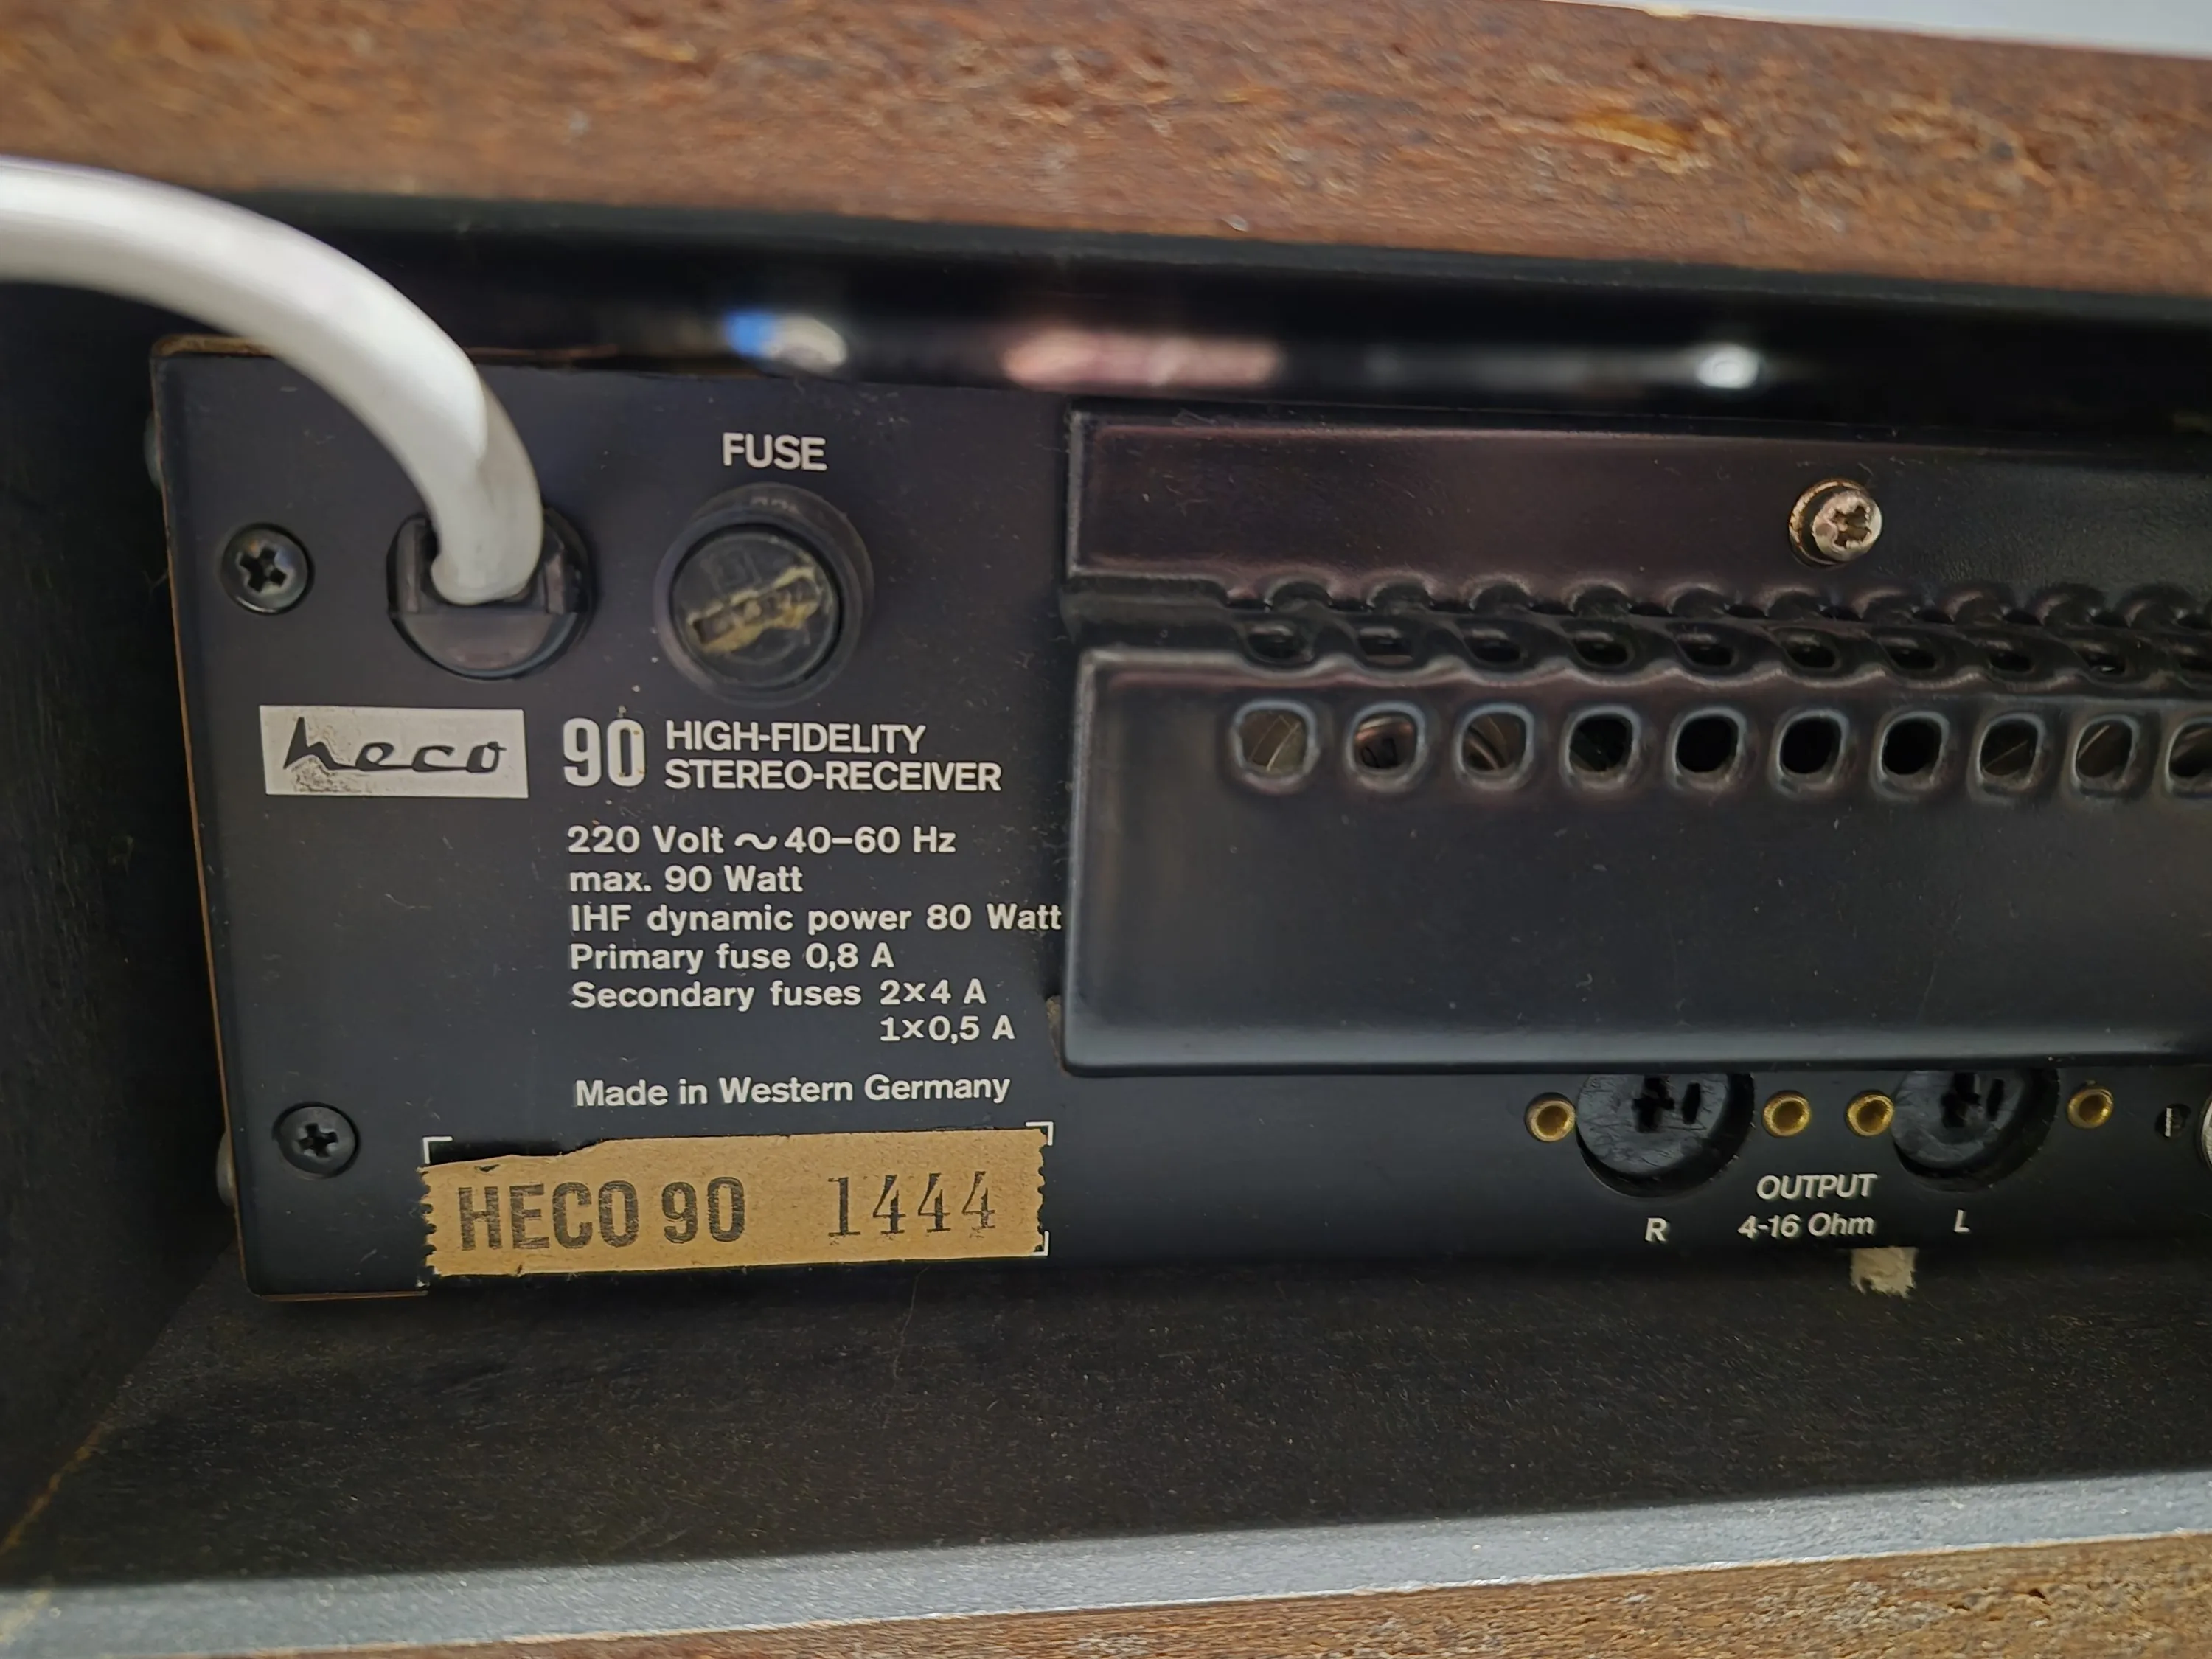 FUSE
heco
90 HIGH-FIDELITY
STEREO-RECEIVER
220 Volt ~ 40–60 Hz
max. 90 Watt
IHF dynamic power 80 Watt
Primary fuse 0,8 A
Secondary fuses 2×4 A
1×0,5 A
Made in Western Germany
HECO 90 1444
OUTPUT
R 4-16 Ohm L